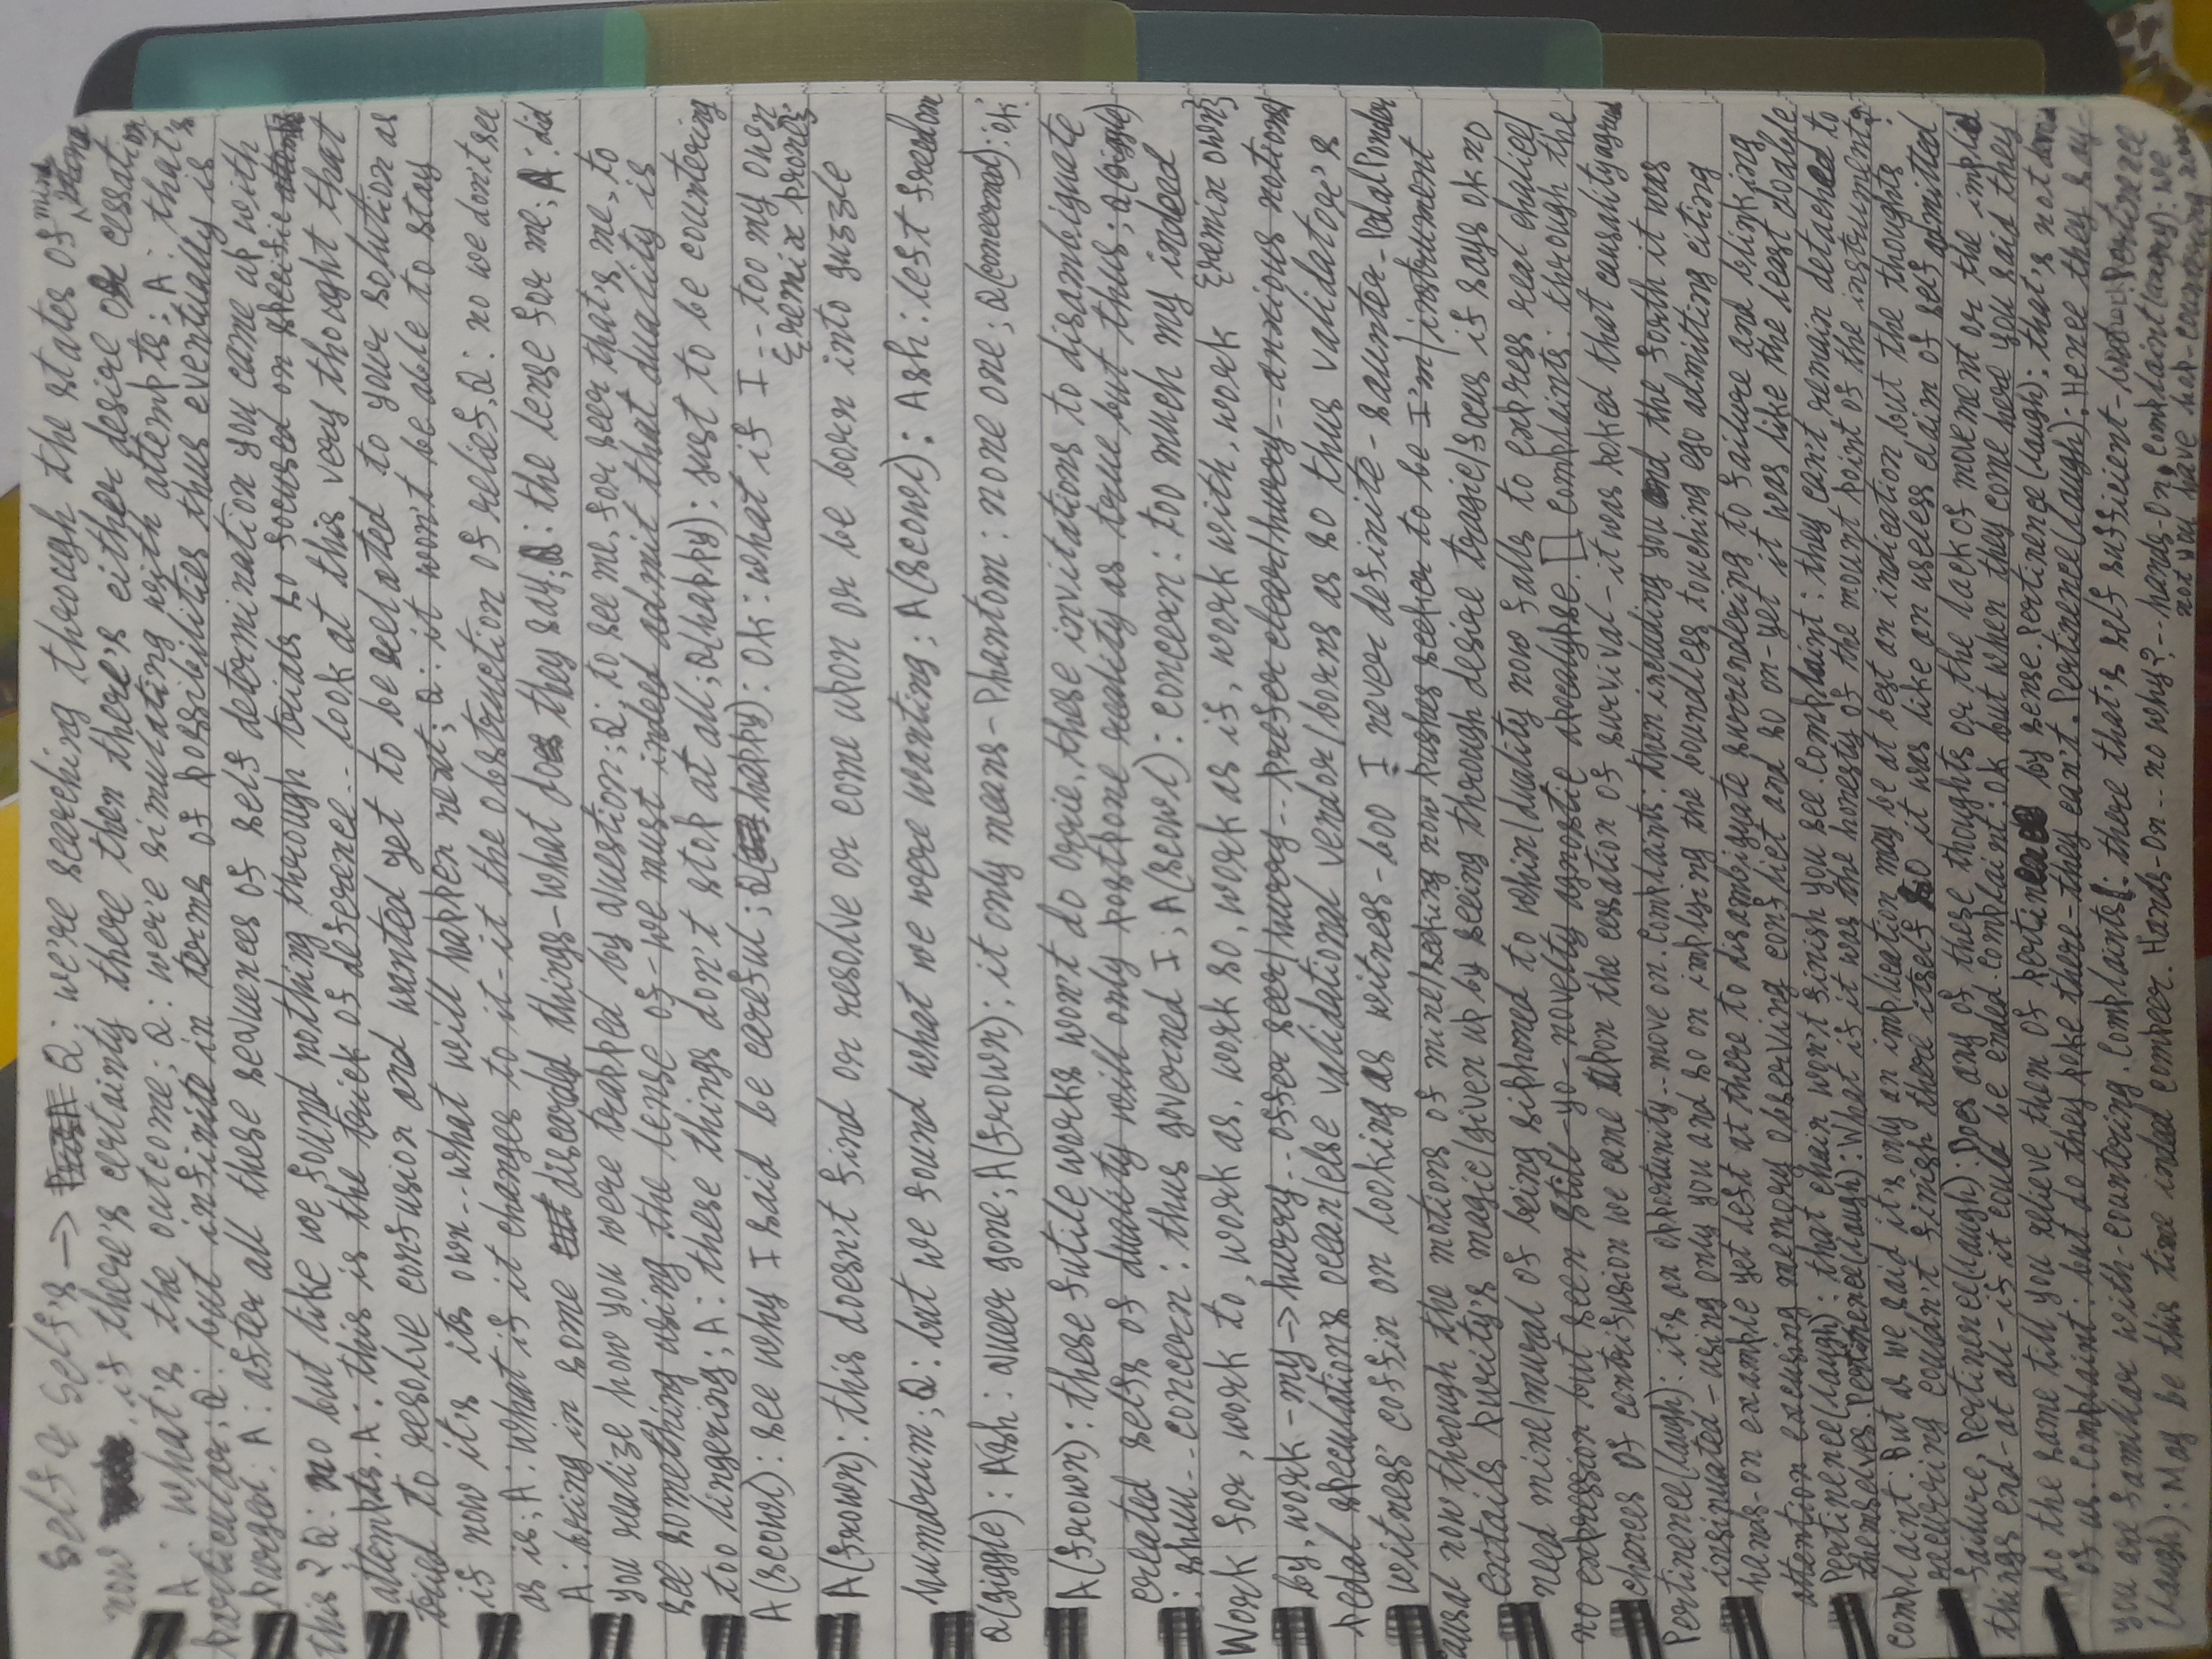 Self & Self's → Q: we're searching through the states of mind
now, if there's certainty there then there's either desire or cessation
A: what's the outcome; Q: we're simulating with attempts; A: that's
particular; Q: but infinite in terms of possibilities thus eventually is
purged; A: after all these sequences of self determination you came up with
this? Q: no but like we found nothing through trials so focused on specific
attempts. A: this is the trick of deference.. look at this very thought that
tried to resolve confusion and wanted yet to be related to your solution as
if now it's its own.. what will happen next; Q: it won't be able to stay
as is; A: what if it changes to it - it the obstruction of relief. Q: no we don't see
A: bring in some discarded things - what does they say; Q: the lense for me; A: did
you realize how you were trapped by question; Q: to see me, for seer that's me, to
see something using the lense of - we must indeed admit that duality is
too lingering; A: these things don't stop at all; Q(happy): just to be countering
A(scowl): see why I said be careful; Q(happy): ok: what if I -- too my own
{remix prone}
A(frown): this doesn't find or resolve or come upon or be born into guzzle
humdrum; Q: but we found what we were wanting; A(scowl): Ash: left freedom
Q(giggle): Ash: queer gone; A(frown): it only means - Phantom: none one; Q(concerned): ok
A(frown): these futile works won't do Orrie, these invitations to disambiguate
created selfs of duality will only postpone reality as true but thus; Q(giggle)
: shuu.. concern: thus governed I; A(scowl): concern: too much my indeed
Work for, work to, work as, work so, work as if, work with, work {remix own}
by, work - my → hurry.. offer seer/hurry.. prefer clear/hurry.. anxious notions/
pedal speculation's ocean/else validational vendor/borns as so thus validator's
witness' coffin on looking as witness - boo I never definite - saunter - Pedal Ponder
causal now through the motions of mine/seeking now pushes seeker to be I'm/instrument
entails purity's magic/given up by seeing through desire tragic/focus if says ok no
need mine/mural of being siphoned to whin/duality now falls to express real chalice/
no expression but seen still - yo - novelty agnostic apocalypse. Complaints: through the
chances of centrifusion we came upon the cessation of survival - it was poked that causality agreed
Pertinence(laugh): it's an opportunity.. move on. Complaints: then including you and the forth it was
insinuated - using only you and so on implying the boundless touching ego admitting citing
hands-on example yet left at there to disambiguate surrendering to failure and blinking
attention excusing memory observing conflict and so on - yet it was like the least doable
Pertinence(laugh): that chain won't finish you see. Complaint: they can't remain detached to
themselves. Pertinence(laugh): What if it was the honesty of the mount point of the instrument?
Complaint: But as we said it's only an implication may be at best an indication but the thoughts
recurring couldn't finish there itself so it was like an useless claim of self admitted
failure. Pertinence(laugh): Does any of these thoughts or the lack of movement or the implied
things end - at all - if it could be ended. Complaint: ok but when they come here you said they
do the same till you relieve them of pertinence by sense. Pertinence(laugh): that's not
of us. Complaint: but do they poke there - they can't. Pertinence(laugh): Hence they say -
you are familiar with - countering. Complaints: there that's self sufficient - but. Pertinence
(laugh): May be this time indeed compeer. Hands-On.. no why?.. hands-On. Complaint(angry): we
not you have hap - countering now